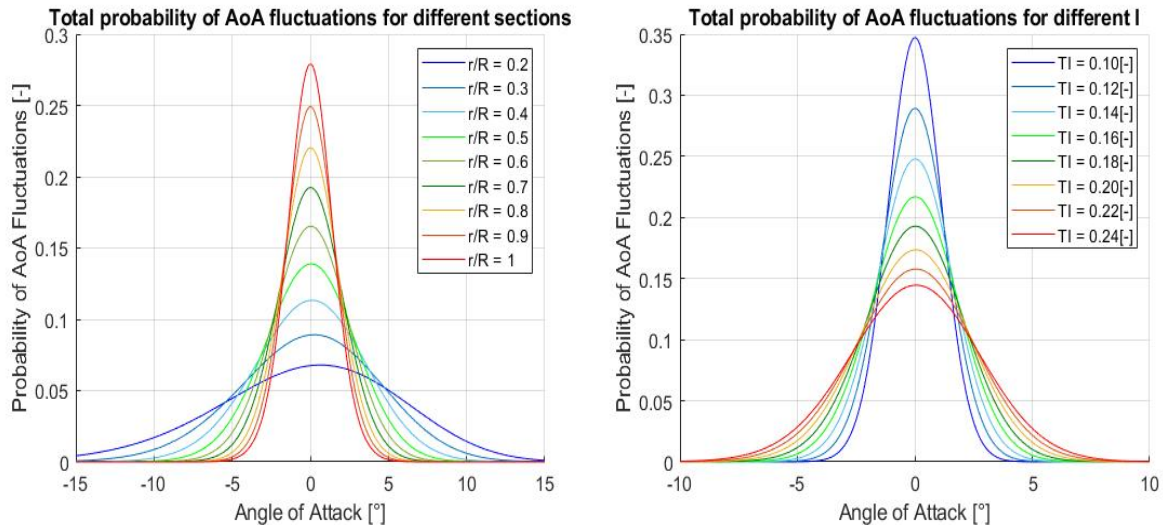 Total probability of AoA fluctuations for different sections
Probability of AoA Fluctuations [-]
0.3
0.25
0.2
0.15
0.1
0.05
0
-15
-10
-5
0
5
10
15
Angle of Attack [°]
r/R = 0.2
r/R = 0.3
r/R = 0.4
r/R = 0.5
r/R = 0.6
r/R = 0.7
r/R = 0.8
r/R = 0.9
r/R = 1
Total probability of AoA fluctuations for different I
Probability of AoA Fluctuations [-]
0.35
0.3
0.25
0.2
0.15
0.1
0.05
0
-10
-5
0
5
10
Angle of Attack [°]
TI = 0.10[-]
TI = 0.12[-]
TI = 0.14[-]
TI = 0.16[-]
TI = 0.18[-]
TI = 0.20[-]
TI = 0.22[-]
TI = 0.24[-]